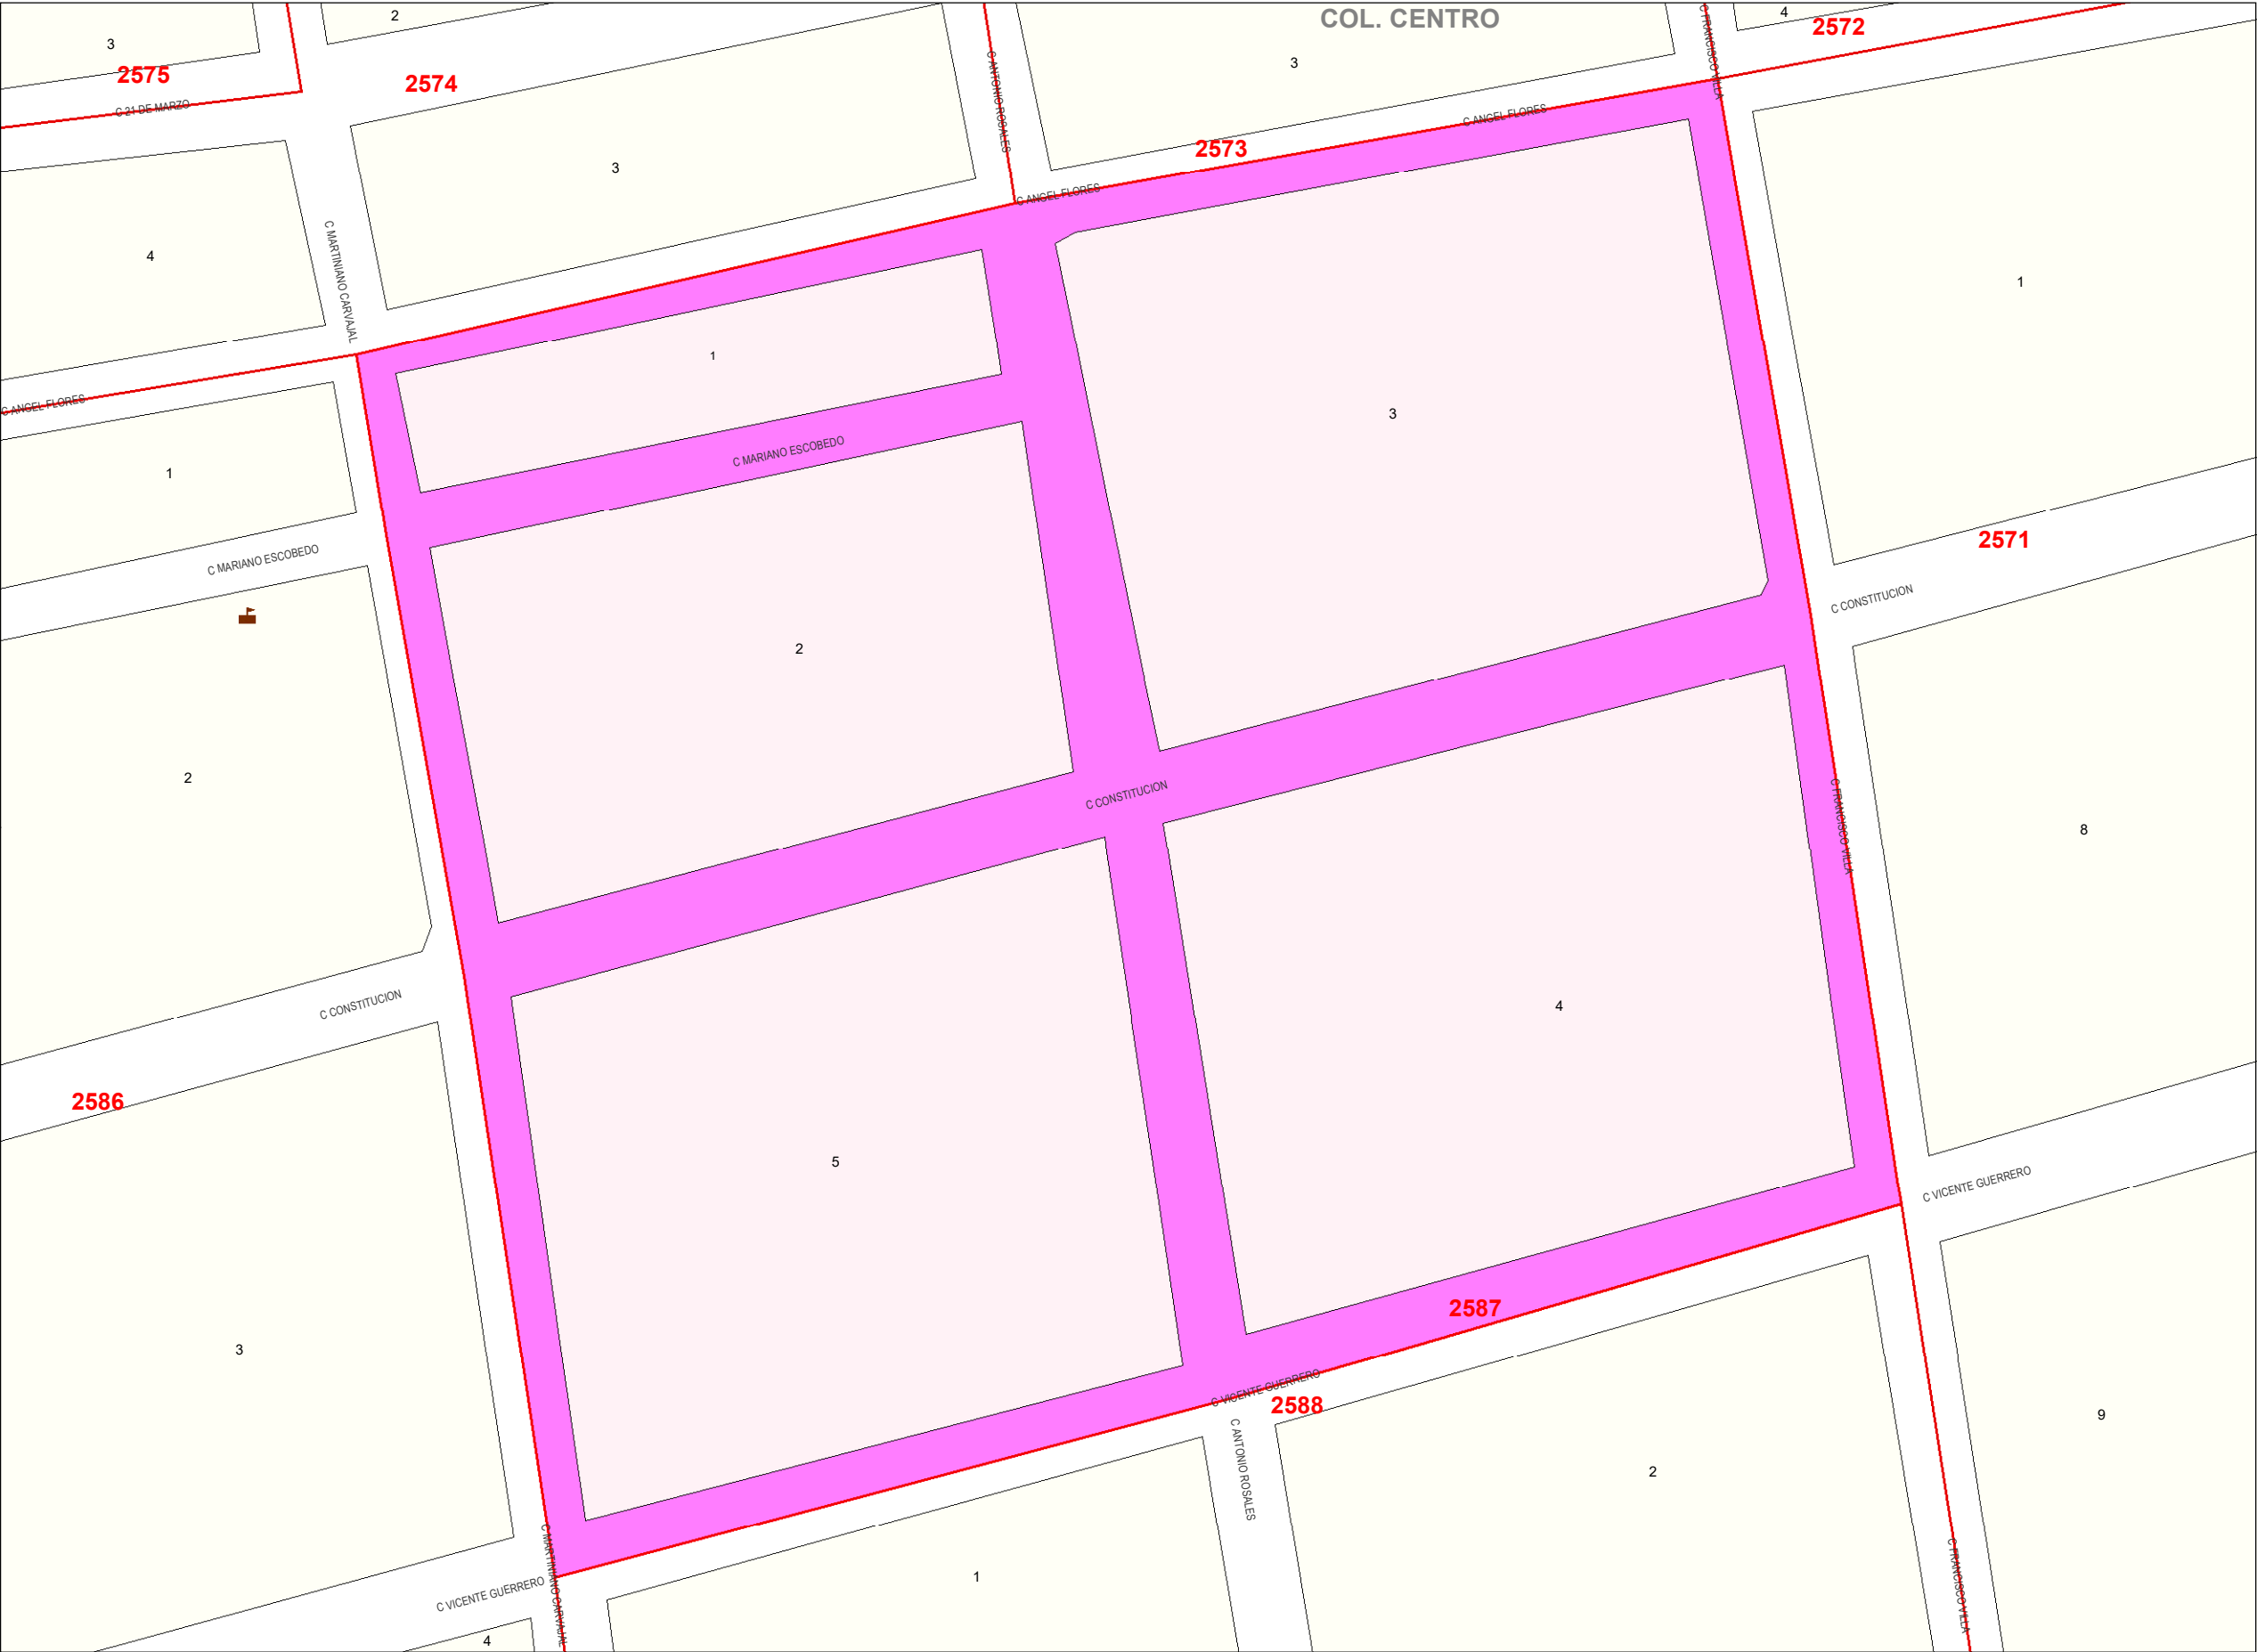 2
COL. CENTRO
4
3
2572
3
2575
2574
C 21 DE MARZO
C ANTONIO ROSALES
C FRANCISCO VILLA
C ANGEL FLORES
2573
3
C ANGEL FLORES
4
C MARTINIANO CARVAJAL
1
1
C ANGEL FLORES
3
C MARIANO ESCOBEDO
1
2571
C MARIANO ESCOBEDO
C CONSTITUCION
2
2
C CONSTITUCION
C FRANCISCO VILLA
8
C CONSTITUCION
4
2586
5
C VICENTE GUERRERO
2587
3
C VICENTE GUERRERO
2588
9
C ANTONIO ROSALES
2
1
C VICENTE GUERRERO
C MARTINIANO CARVAJAL
C FRANCISCO VILLA
4